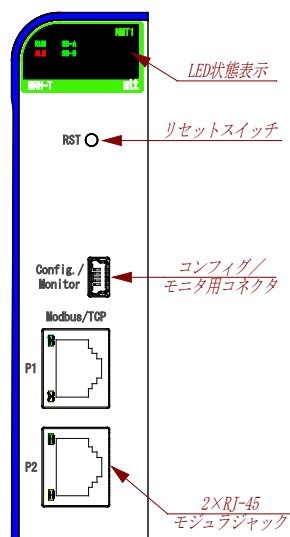 NMT1
RUN SD-A
ALM SD-B
MRH-T mtt
LED状態表示
RST
リセットスイッチ
Config./
Monitor
コンフィグ／
モニタ用コネクタ
Modbus/TCP
P1
P2
2×RJ-45
モジュラジャック